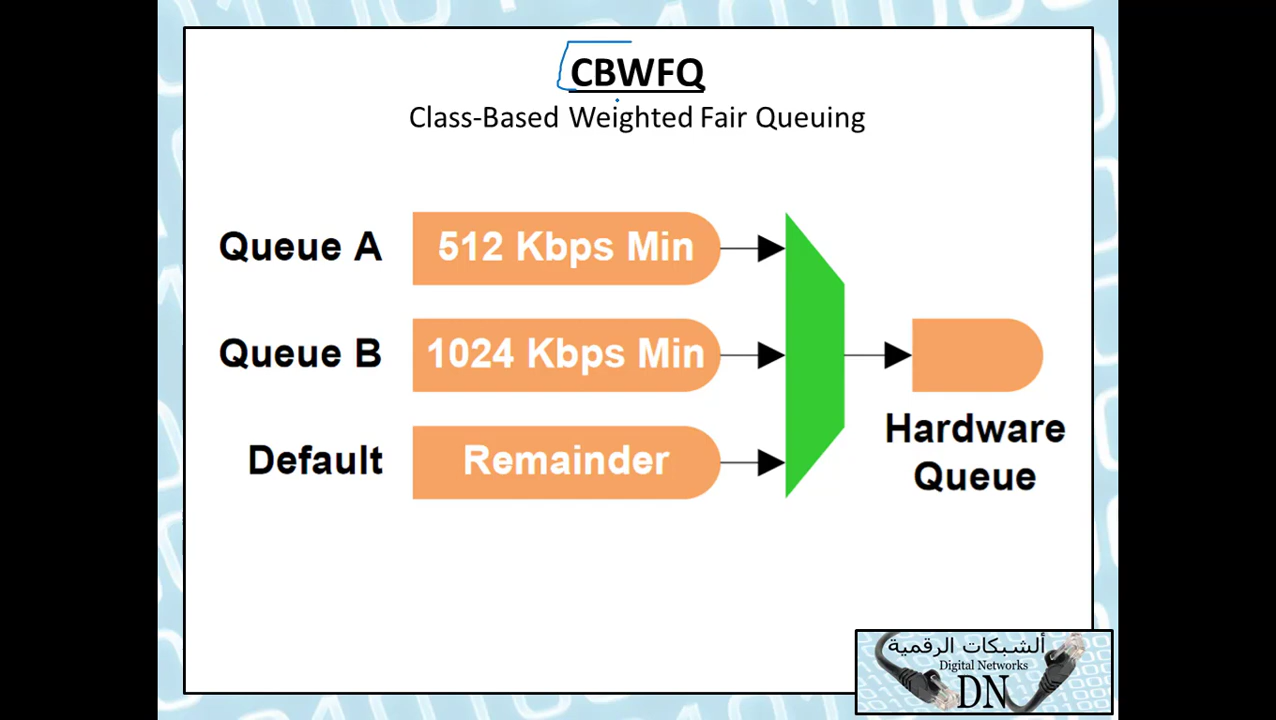 CBWFQ
Class-Based Weighted Fair Queuing
Queue A
512 Kbps Min
Queue B
1024 Kbps Min
Default
Remainder
Hardware
Queue
ألشبكات الرقمية
Digital Networks
DN